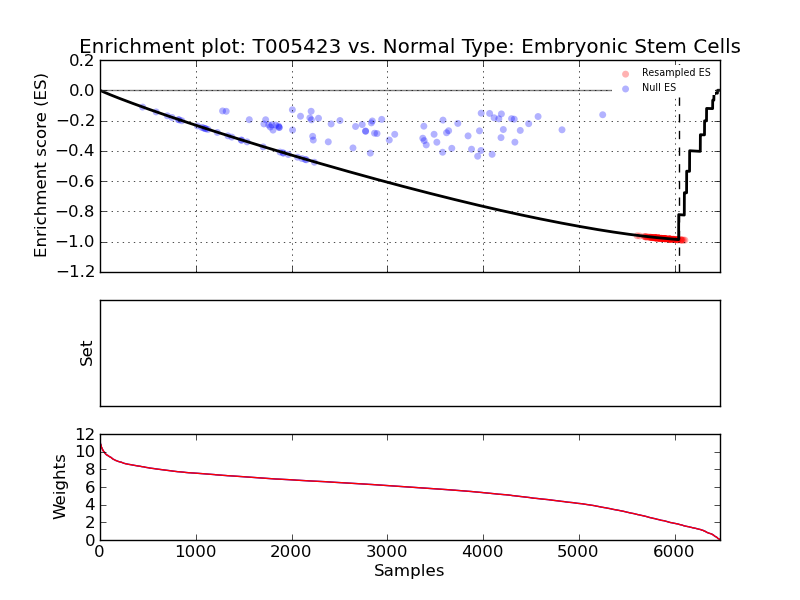 Enrichment plot: T005423 vs. Normal Type: Embryonic Stem Cells
0.2
0.0
−0.2
−0.4
−0.6
−0.8
−1.0
−1.2
Enrichment score (ES)
Resampled ES
Null ES
Set
12
10
8
6
4
2
0
Weights
0 1000 2000 3000 4000 5000 6000
Samples